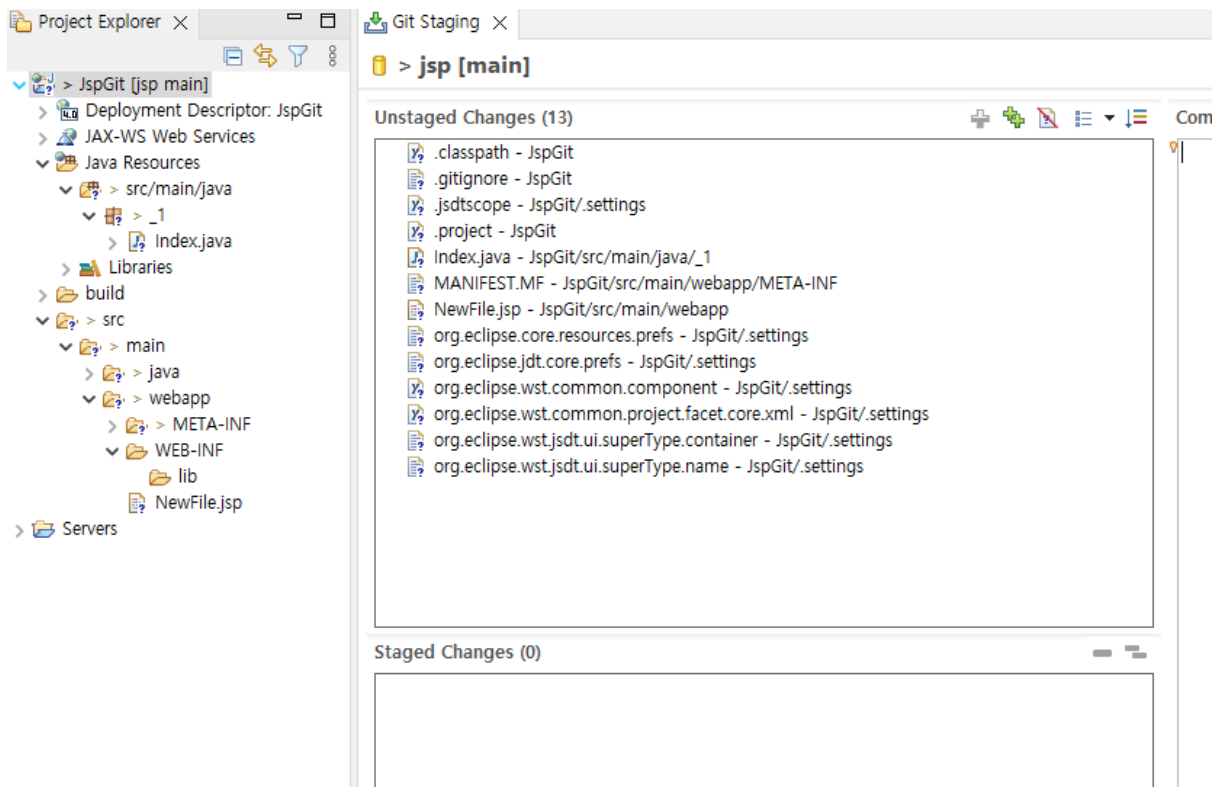 Project Explorer
> JspGit [jsp main]
Deployment Descriptor: JspGit
JAX-WS Web Services
Java Resources
> src/main/java
> _1
Index.java
Libraries
build
> src
> main
> java
> webapp
> META-INF
WEB-INF
lib
NewFile.jsp
Servers
Git Staging
> jsp [main]
Unstaged Changes (13)
.classpath - JspGit
.gitignore - JspGit
.jsdtscope - JspGit/.settings
.project - JspGit
Index.java - JspGit/src/main/java/_1
MANIFEST.MF - JspGit/src/main/webapp/META-INF
NewFile.jsp - JspGit/src/main/webapp
org.eclipse.core.resources.prefs - JspGit/.settings
org.eclipse.jdt.core.prefs - JspGit/.settings
org.eclipse.wst.common.component - JspGit/.settings
org.eclipse.wst.common.project.facet.core.xml - JspGit/.settings
org.eclipse.wst.jsdt.ui.superType.container - JspGit/.settings
org.eclipse.wst.jsdt.ui.superType.name - JspGit/.settings
Staged Changes (0)
Com